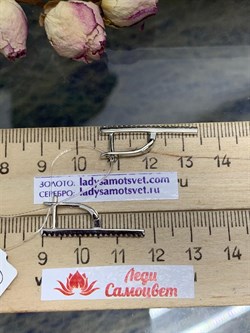 8 9 10 11 12 13 14 15
ЗОЛОТО: ladysamotsvet.com
СЕРЕБРО: ladysamotsvet.ru
9 10 11 12 13 14
Леди
Самоцвет